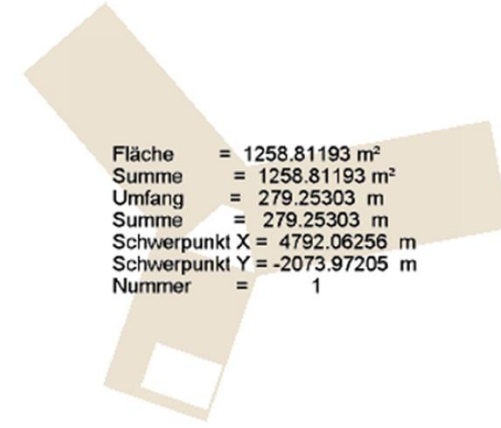 Fläche = 1258.81193 m²
Summe = 1258.81193 m²
Umfang = 279.25303 m
Summe = 279.25303 m
Schwerpunkt X = 4792.06256 m
Schwerpunkt Y = -2073.97205 m
Nummer = 1